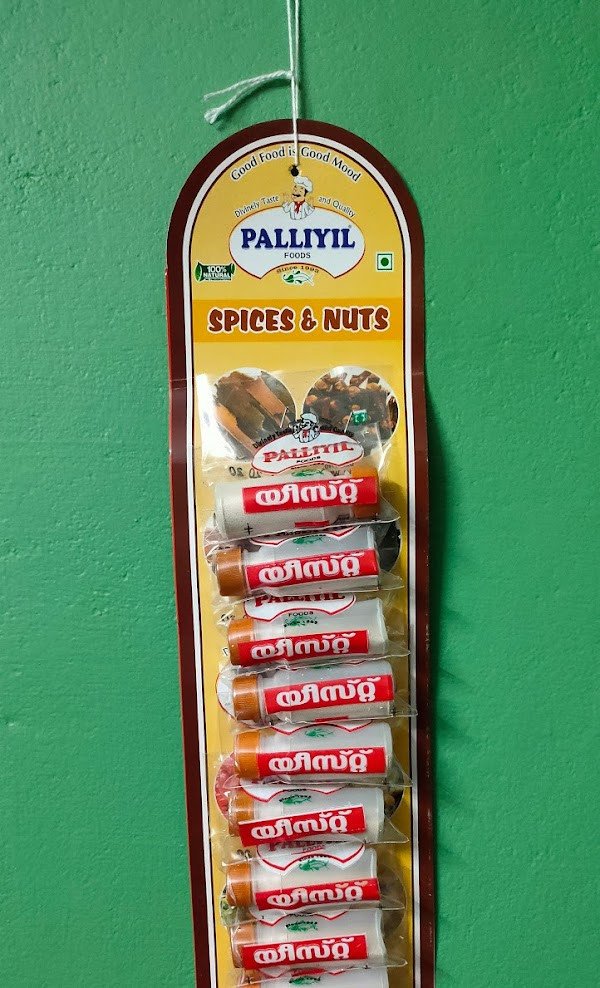 Good Food is Good Mood
Divinely Taste and Quality
PALLIYIL
FOODS
Since 1995
100%
NATURAL
SPICES & NUTS
PALLIYIL
FOODS
യീസ്റ്റ്
യീസ്റ്റ്
FOODS
യീസ്റ്റ്
യീസ്റ്റ്
യീസ്റ്റ്
യീസ്റ്റ്
യീസ്റ്റ്
യീസ്റ്റ്